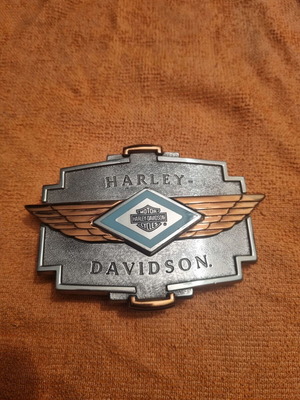 HARLEY-
MOTOR
HARLEY-DAVIDSON
CYCLES
®
DAVIDSON.